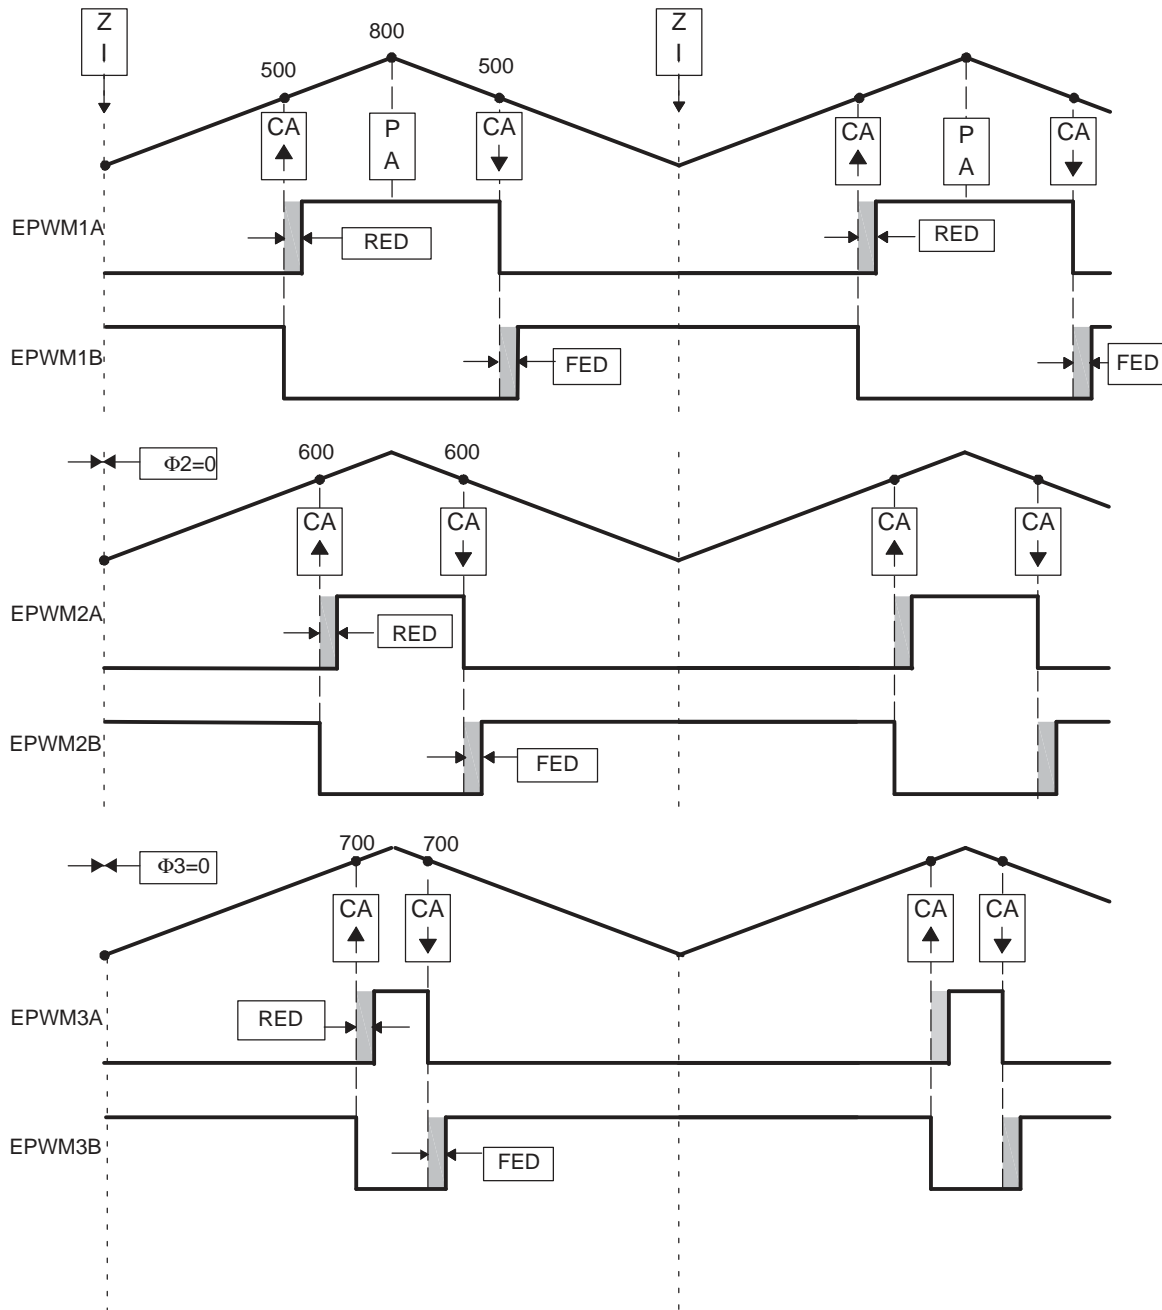 Z
I
800
500
500
Z
I
CA
P
A
CA
CA
P
A
CA
EPWM1A
RED
RED
EPWM1B
FED
FED
Φ2=0
600
600
CA
CA
CA
CA
EPWM2A
RED
EPWM2B
FED
Φ3=0
700
700
CA
CA
CA
CA
EPWM3A
RED
EPWM3B
FED